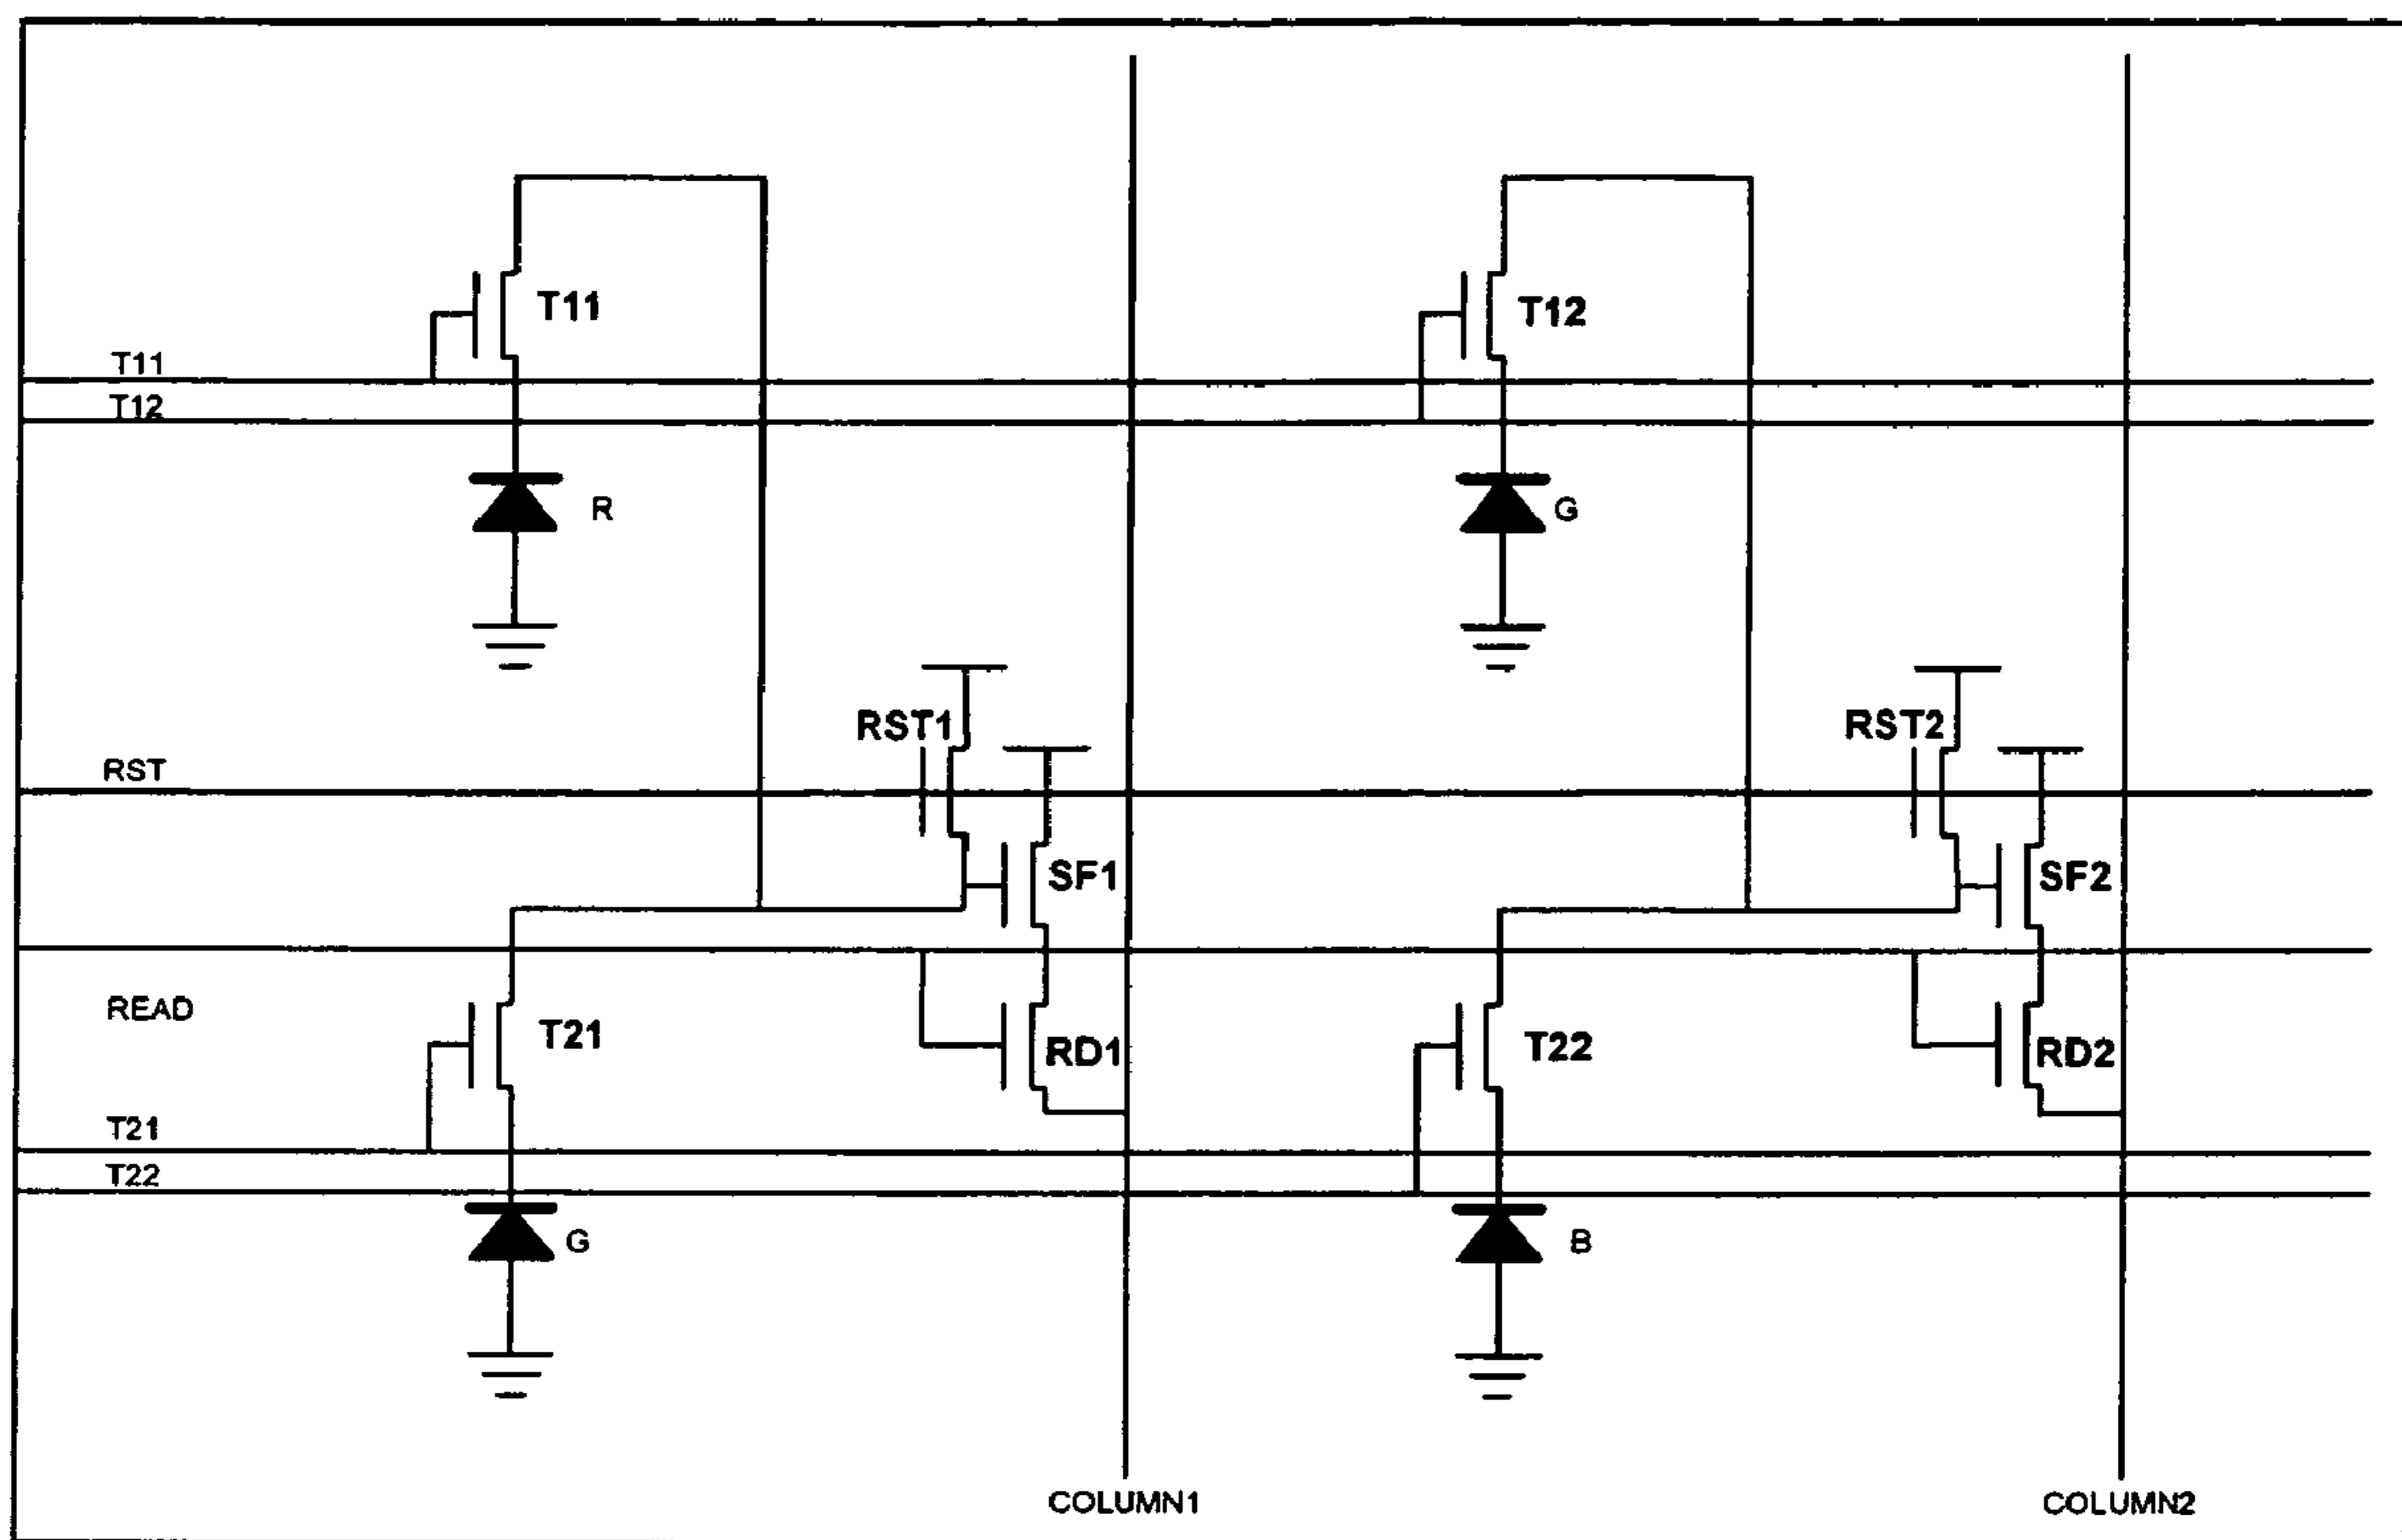 T11
T12
T11
T12
R
G
RST1
RST2
RST
SF1
SF2
READ
T21
T22
RD1
RD2
T21
T22
G
B
COLUMN1
COLUMN2